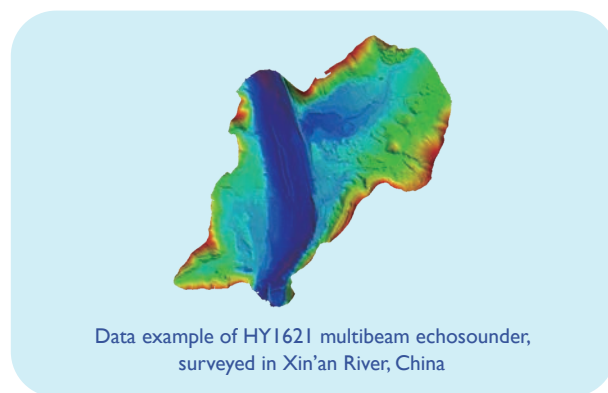 Data example of HY1621 multibeam echosounder,
surveyed in Xin’an River, China